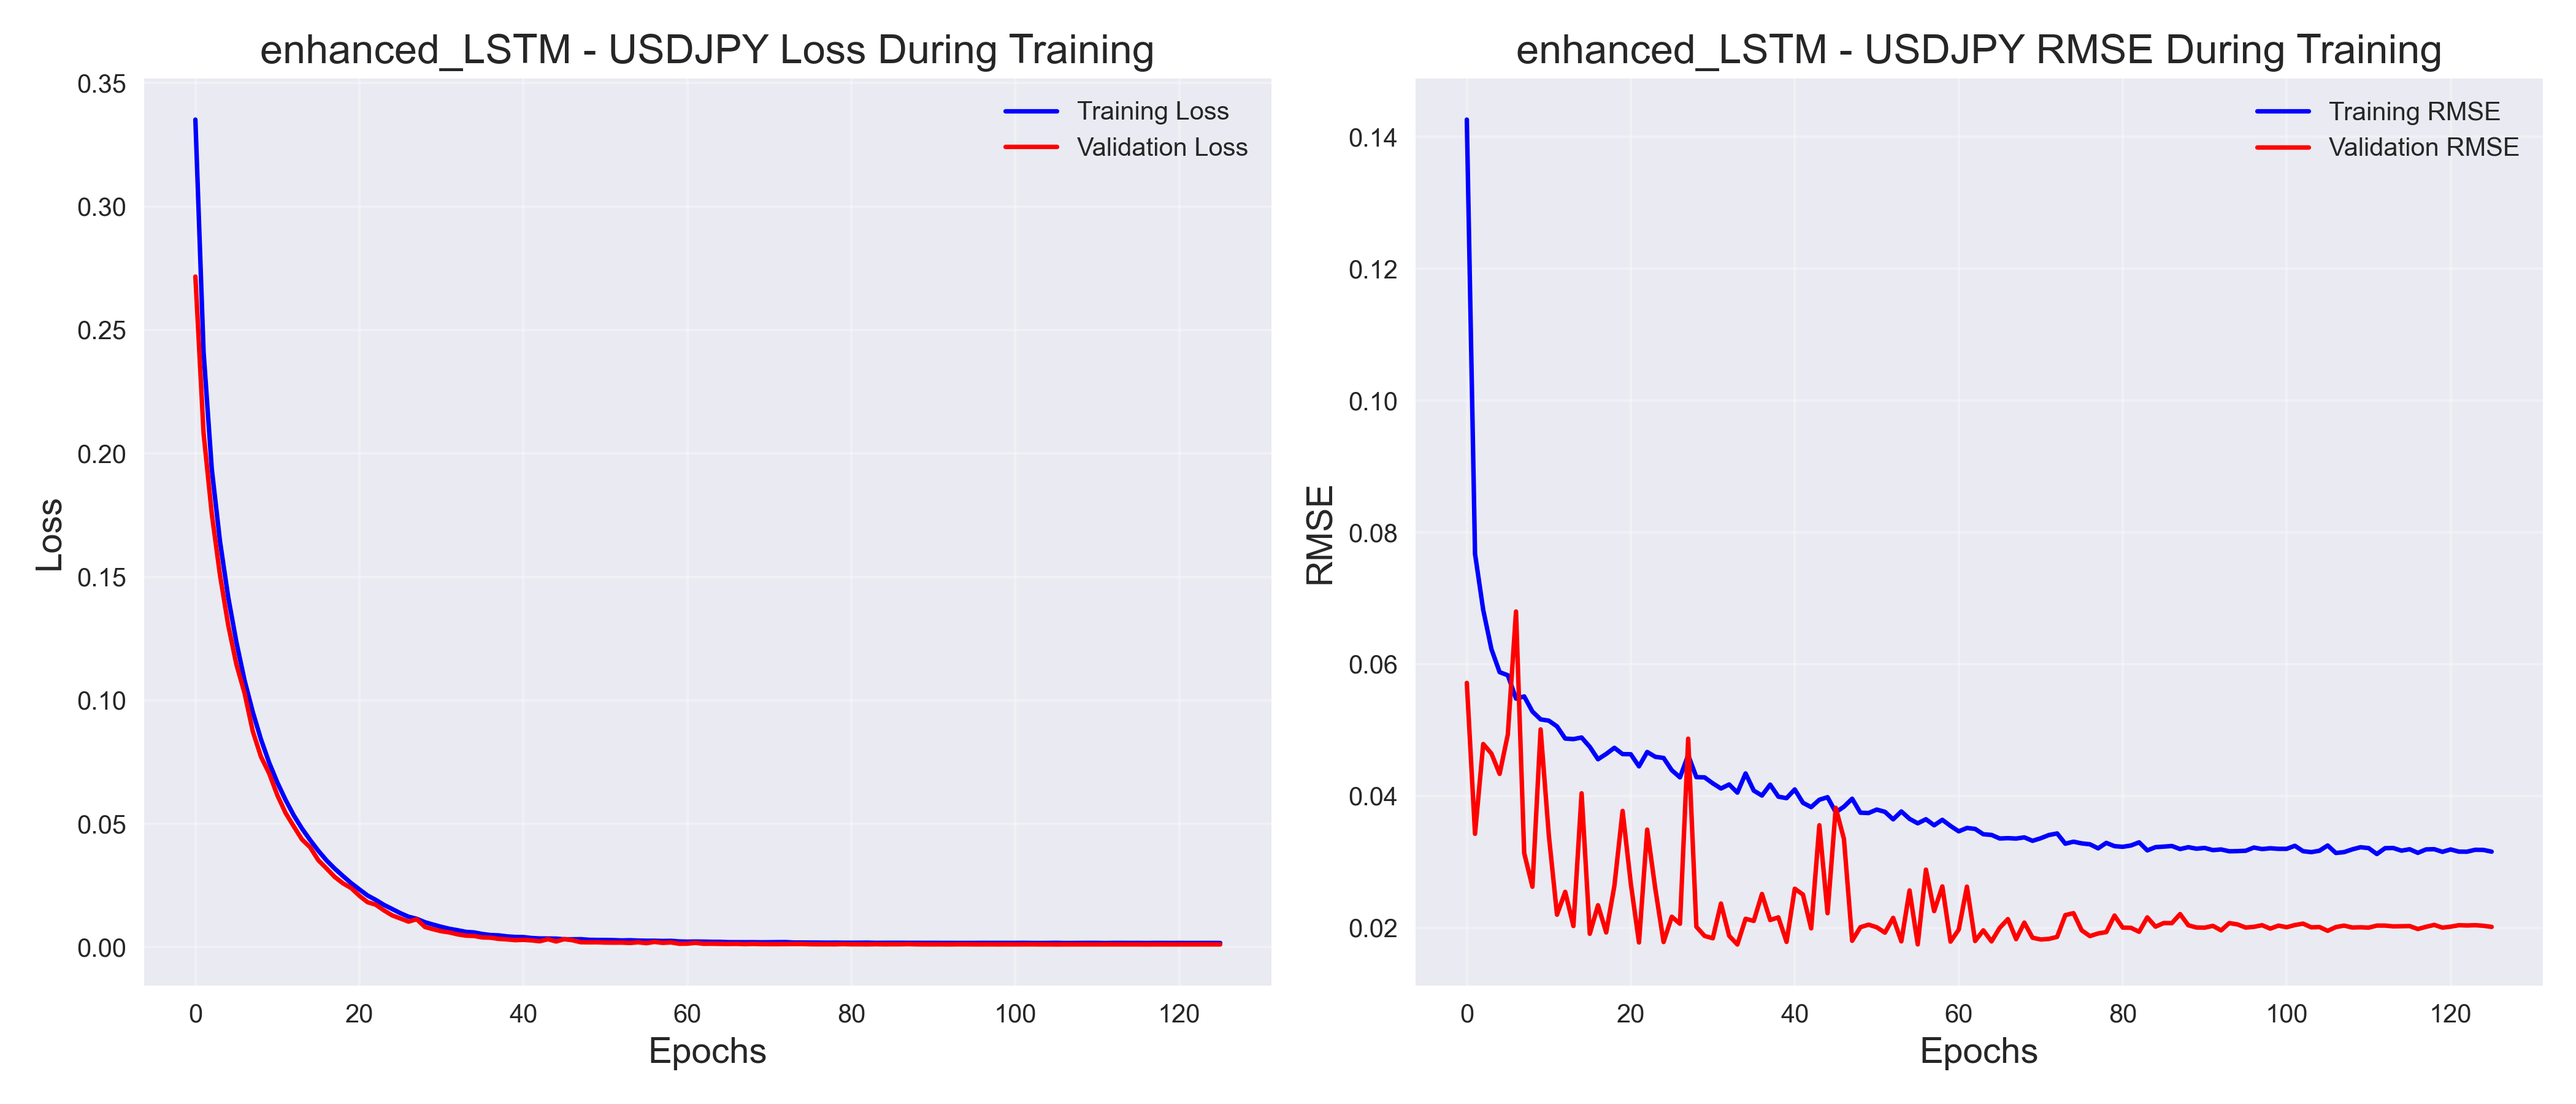 enhanced_LSTM - USDJPY Loss During Training
Training Loss
Validation Loss
0.35
0.30
0.25
0.20
0.15
0.10
0.05
0.00
Loss
0 20 40 60 80 100 120
Epochs
enhanced_LSTM - USDJPY RMSE During Training
Training RMSE
Validation RMSE
0.14
0.12
0.10
0.08
0.06
0.04
0.02
RMSE
0 20 40 60 80 100 120
Epochs